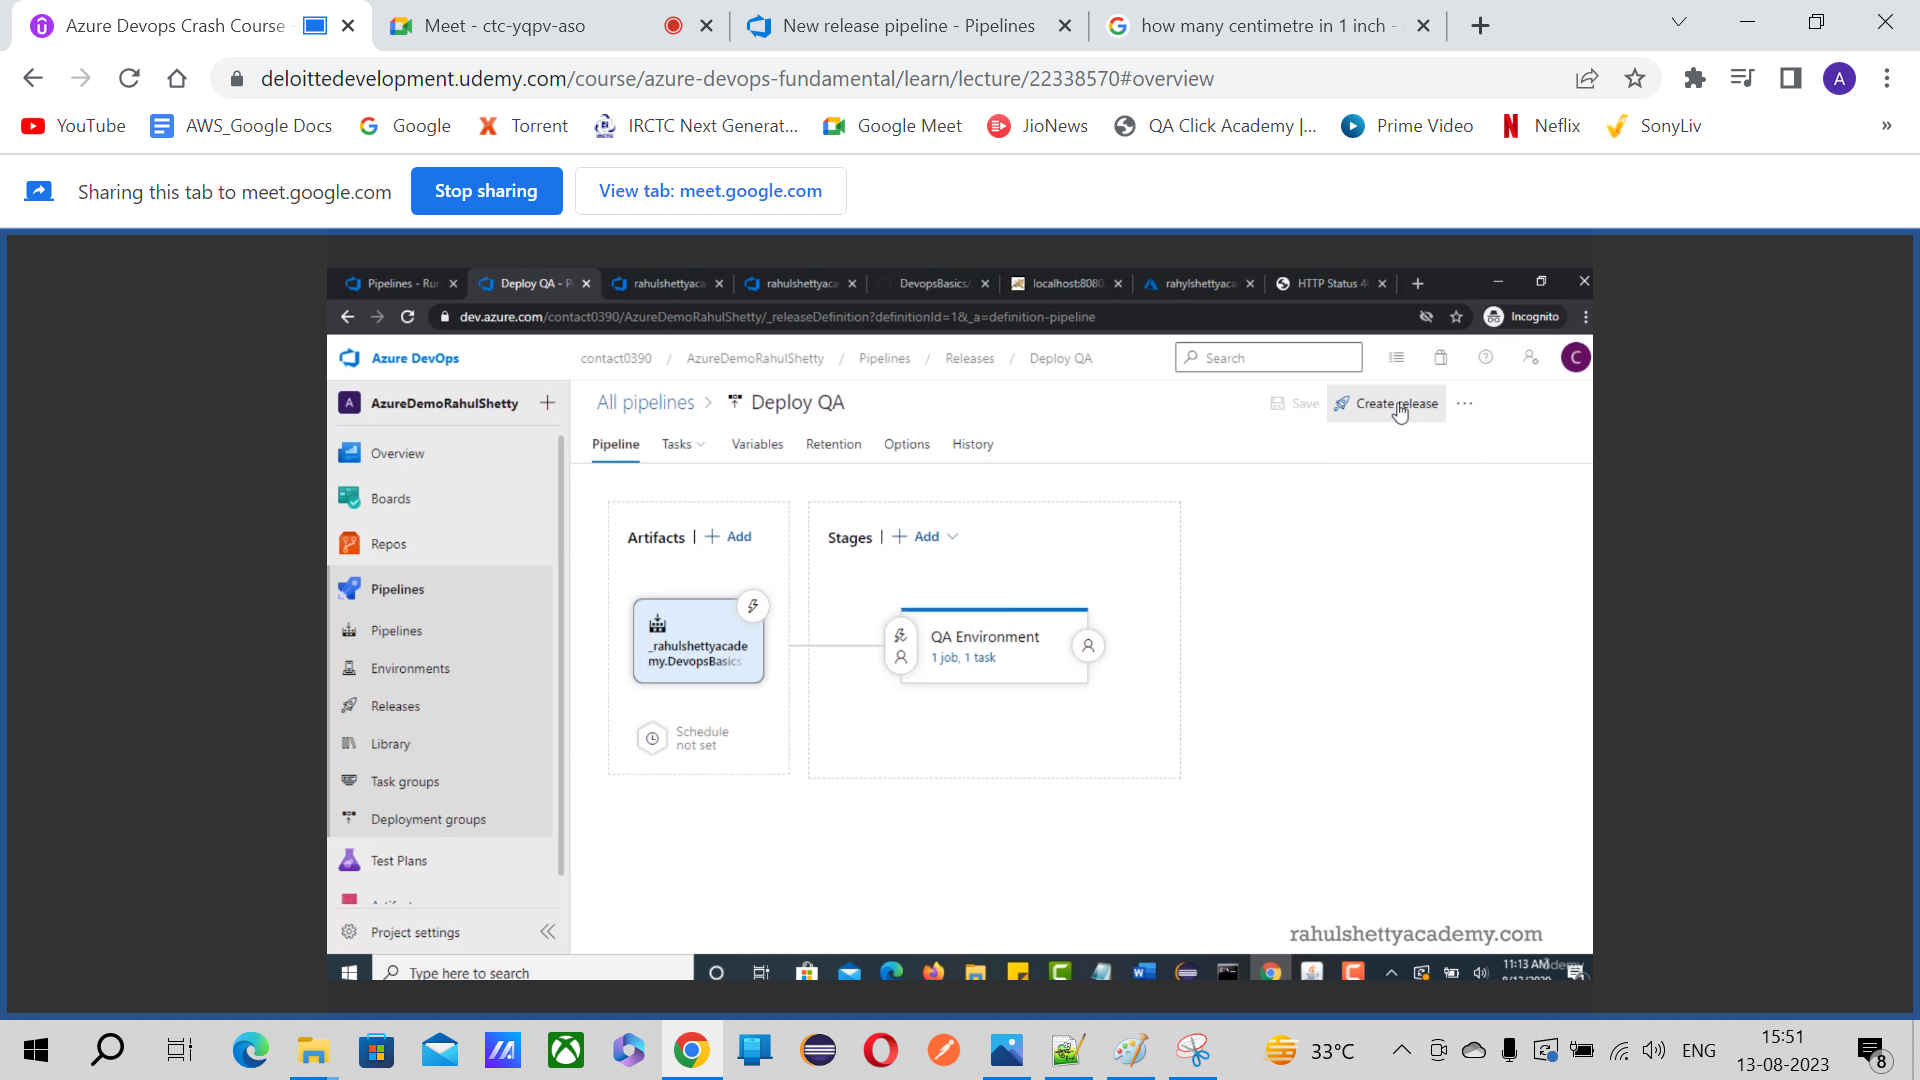 Azure Devops Crash Course
Meet - ctc-yqpv-aso
New release pipeline - Pipelines
how many centimetre in 1 inch -
deloittedevelopment.udemy.com/course/azure-devops-fundamental/learn/lecture/22338570#overview
A
YouTube
AWS_Google Docs
Google
Torrent
IRCTC Next Generat...
Google Meet
JioNews
QA Click Academy |...
Prime Video
Neflix
SonyLiv
»
Sharing this tab to meet.google.com
Stop sharing
View tab: meet.google.com
Pipelines - Run
Deploy QA - P
rahulshettyaca
rahulshettyaca
DevopsBasics/
localhost:8080
rahylshettyaca
HTTP Status 4
dev.azure.com/contact0390/AzureDemoRahulShetty/_releaseDefinition?definitionId=1&_a=definition-pipeline
Incognito
Azure DevOps
contact0390 / AzureDemoRahulShetty / Pipelines / Releases / Deploy QA
Search
C
A AzureDemoRahulShetty +
All pipelines > Deploy QA
Save
Create release
...
Pipeline
Tasks
Variables
Retention
Options
History
Overview
Boards
Repos
Pipelines
Pipelines
Environments
Releases
Library
Task groups
Deployment groups
Test Plans
Project settings
Artifacts | + Add
_rahulshettyacade
my.DevopsBasics
Schedule
not set
Stages | + Add
QA Environment
1 job, 1 task
rahulshettyacademy.com
Type here to search
11:13 AM
udemy
33°C
ENG
15:51
13-08-2023
8